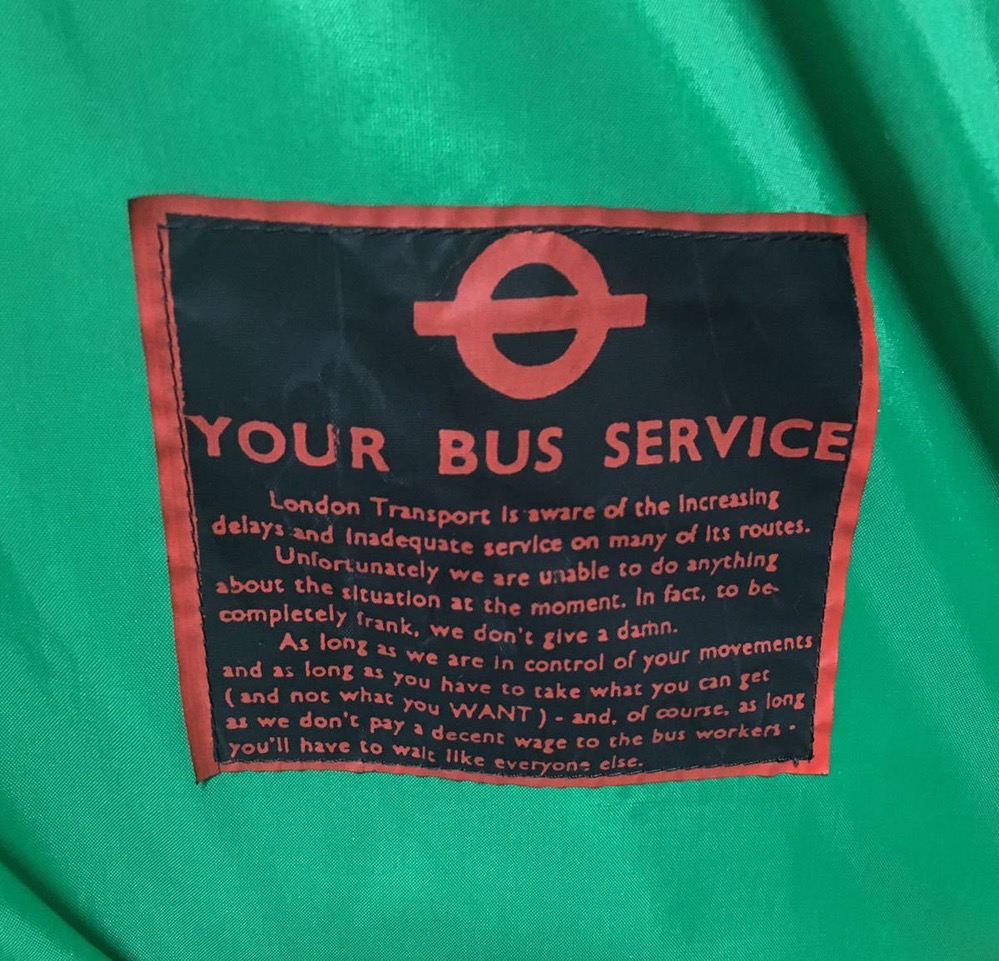 YOUR BUS SERVICE
London Transport is aware of the increasing
delays and inadequate service on many of its routes.
Unfortunately we are unable to do anything
about the situation at the moment. In fact, to be
completely frank, we don't give a damn.
As long as we are in control of your movements
and as long as you have to take what you can get
(and not what you WANT) - and, of course, as long
as we don't pay a decent wage to the bus workers -
you'll have to wait like everyone else.